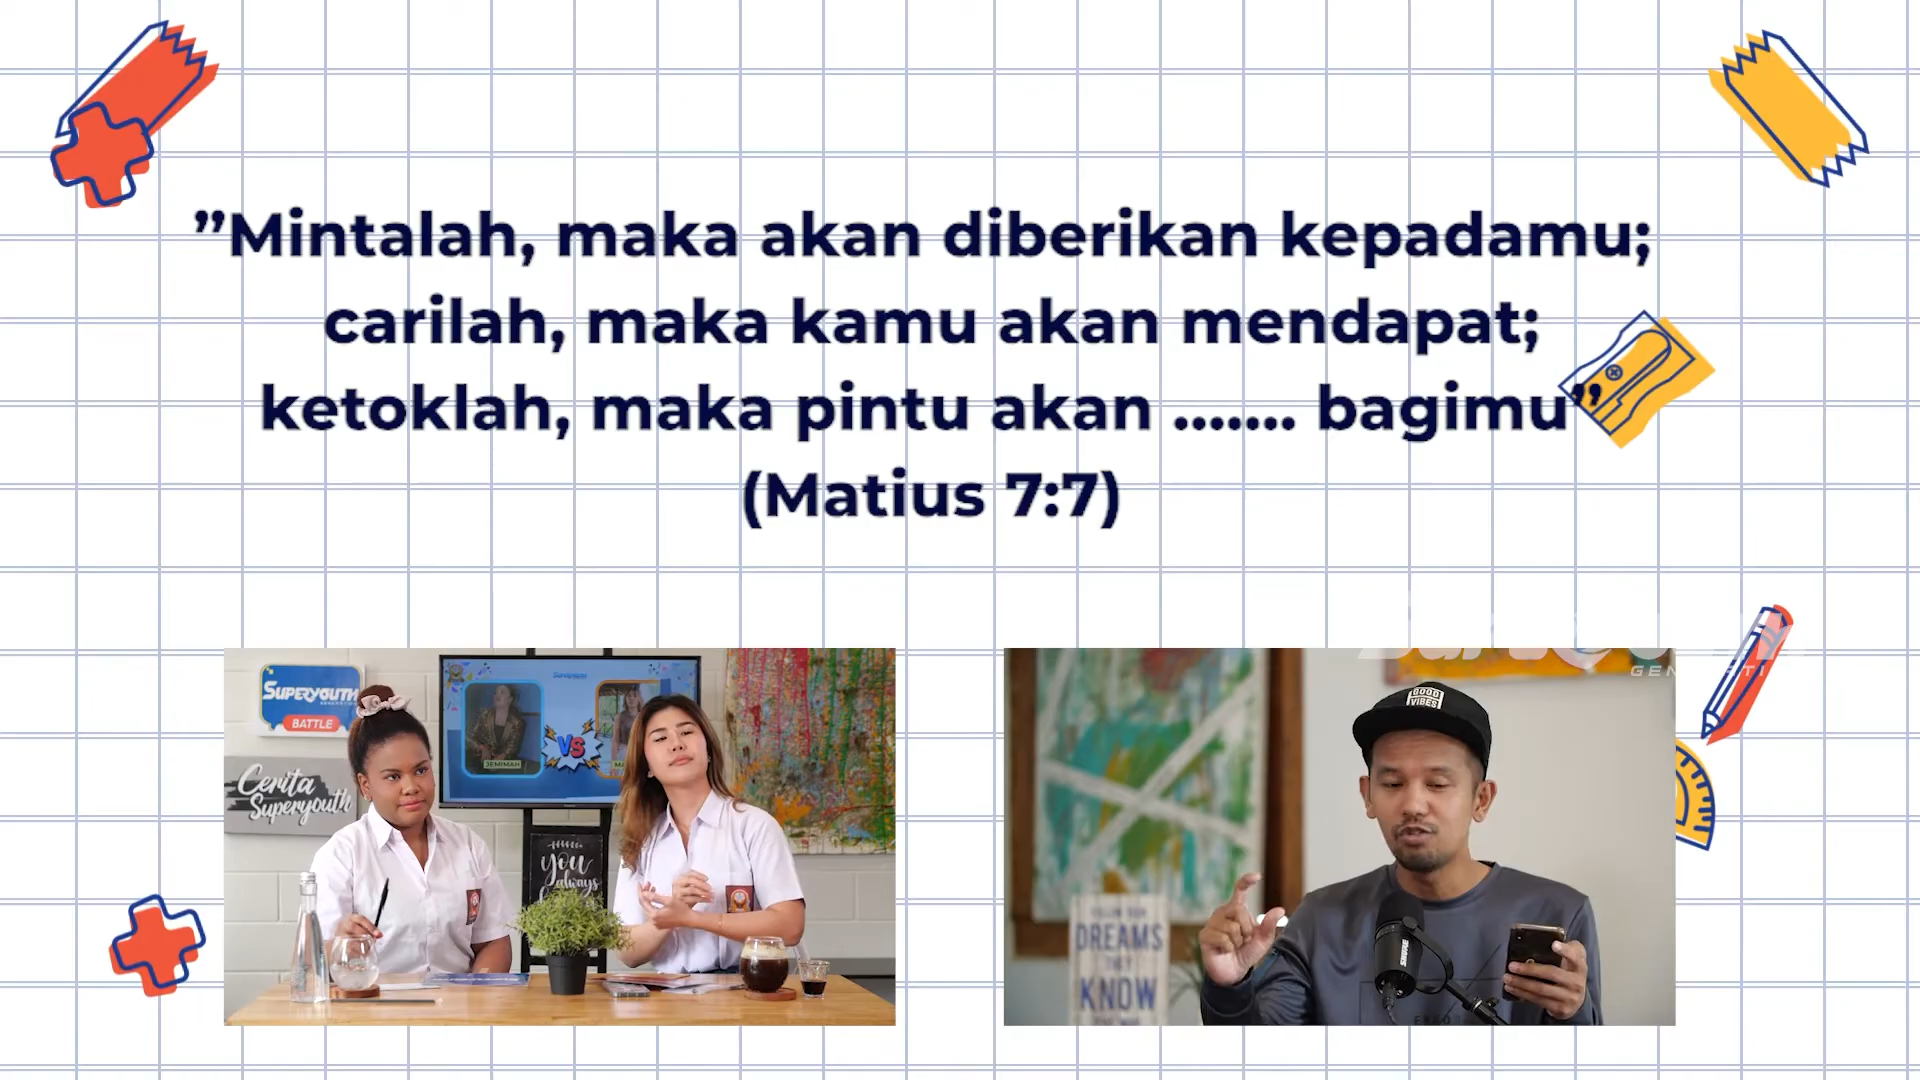 ”Mintalah, maka akan diberikan kepadamu;
carilah, maka kamu akan mendapat;
ketoklah, maka pintu akan ....... bagimu”
(Matius 7:7)
SUPERYOUTH
BATTLE
Cerita
Superyouth
JEMIMAH
VS
you
always
GOOD
VIBES
DREAMS
KNOW
SHURE